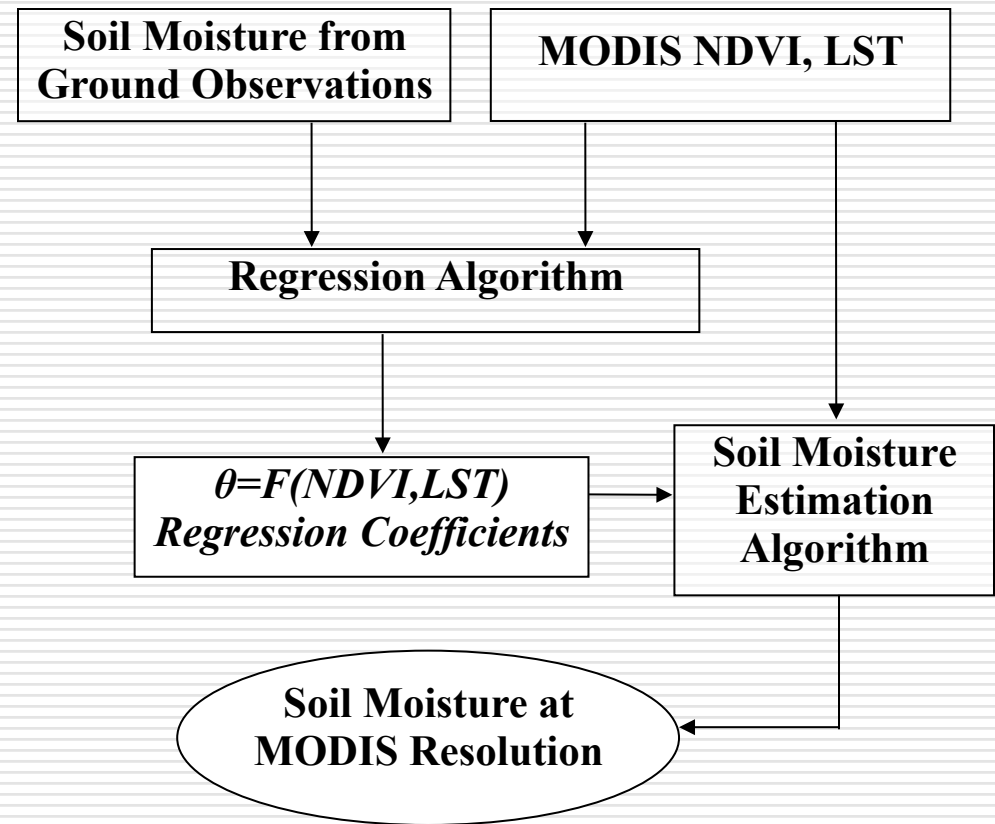 Soil Moisture from
Ground Observations
MODIS NDVI, LST
Regression Algorithm
θ=F(NDVI,LST)
Regression Coefficients
Soil Moisture
Estimation
Algorithm
Soil Moisture at
MODIS Resolution